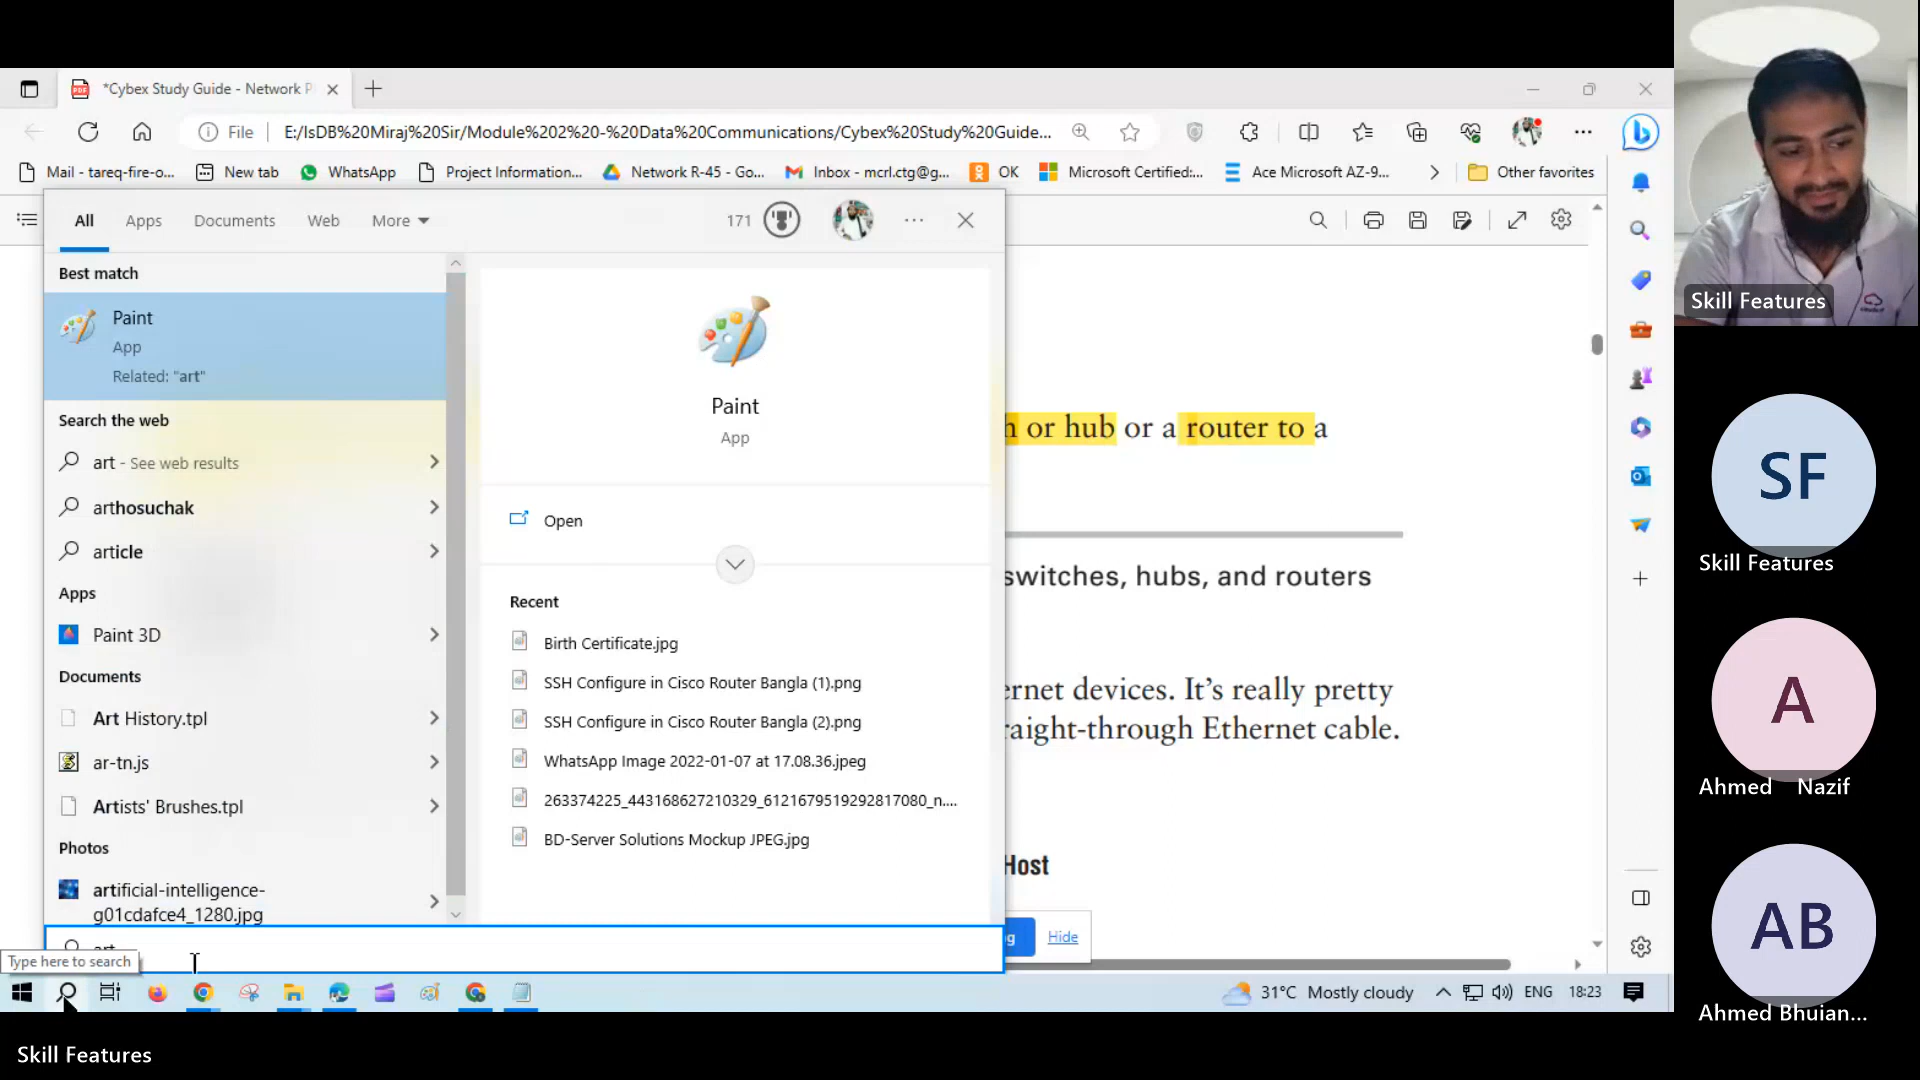 *Cybex Study Guide - Network P
File
E:/IsDB%20Miraj%20Sir/Module%202%20-%20Data%20Communications/Cybex%20Study%20Guide...
Mail - tareq-fire-o...
New tab
WhatsApp
Project Information...
Network R-45 - Go...
Inbox - mcrl.ctg@g...
OK
Microsoft Certified:...
Ace Microsoft AZ-9...
Other favorites
All
Apps
Documents
Web
More
171
Best match
Paint
App
Related: "art"
Search the web
art - See web results
arthosuchak
article
Apps
Paint 3D
Documents
Art History.tpl
ar-tn.js
Artists' Brushes.tpl
Photos
artificial-intelligence-
g01cdafce4_1280.jpg
art
Type here to search
Paint
App
Open
Recent
Birth Certificate.jpg
SSH Configure in Cisco Router Bangla (1).png
SSH Configure in Cisco Router Bangla (2).png
WhatsApp Image 2022-01-07 at 17.08.36.jpeg
263374225_443168627210329_6121679519292817080_n....
BD-Server Solutions Mockup JPEG.jpg
h or hub or a router to a
switches, hubs, and routers
ernet devices. It's really pretty
raight-through Ethernet cable.
Host
g
Hide
31°C Mostly cloudy
ENG
18:23
Skill Features
SF
Skill Features
A
Ahmed Nazif
AB
Ahmed Bhuian...
Skill Features